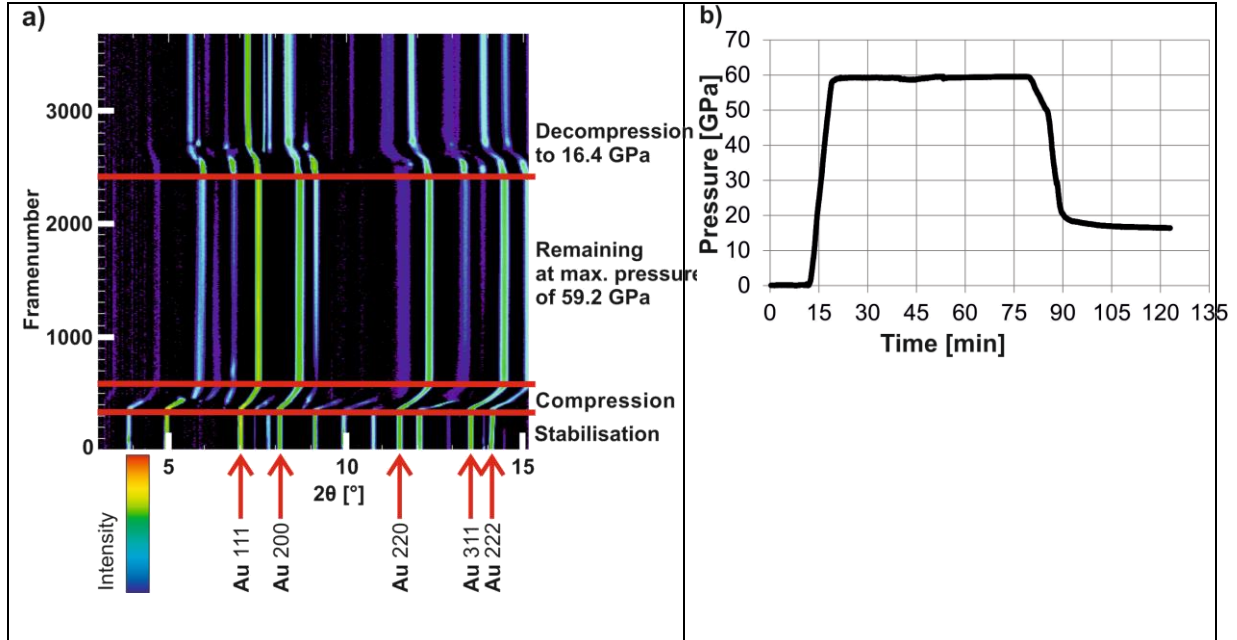 a)
3000
2000
1000
0
Framenumber
5
10
15
2θ [°]
Decompression
to 16.4 GPa
Remaining
at max. pressure
of 59.2 GPa
Compression
Stabilisation
Intensity
Au 111
Au 200
Au 220
Au 311
Au 222
b)
70
60
50
40
30
20
10
0
Pressure [GPa]
0 15 30 45 60 75 90 105 120 135
Time [min]